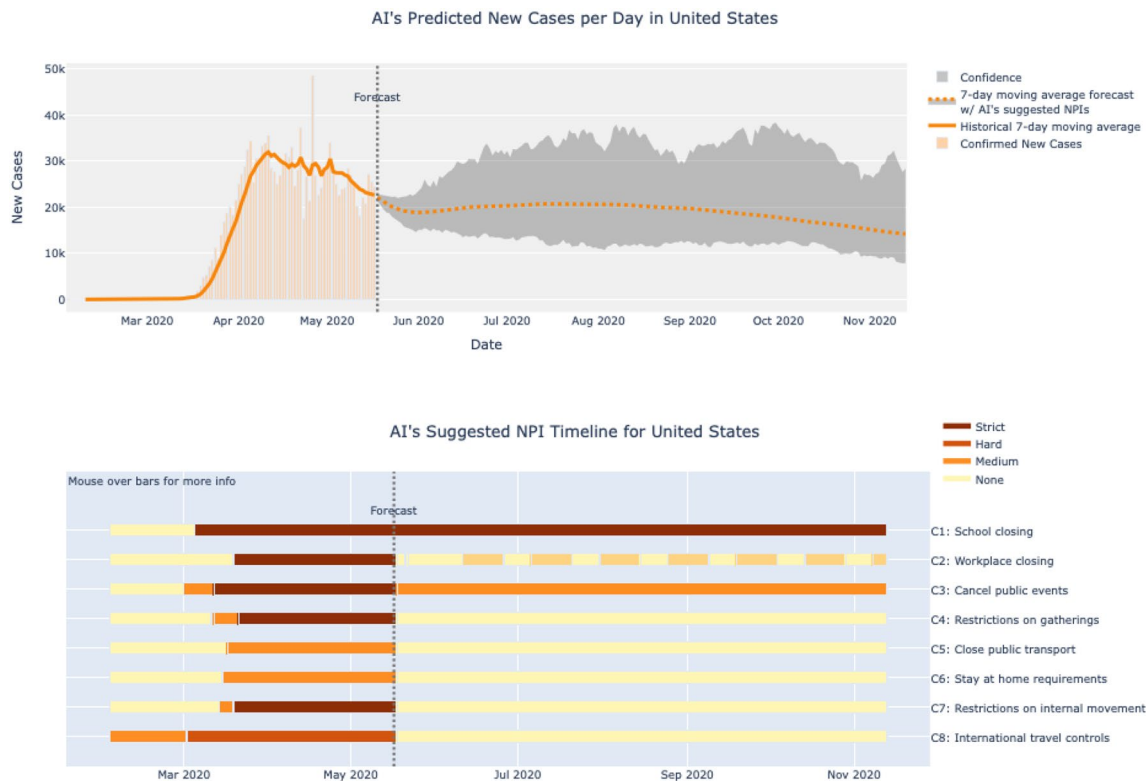 AI's Predicted New Cases per Day in United States
50k
40k
30k
20k
10k
0
New Cases
Forecast
Mar 2020
Apr 2020
May 2020
Jun 2020
Jul 2020
Aug 2020
Sep 2020
Oct 2020
Nov 2020
Date
Confidence
7-day moving average forecast
w/ AI's suggested NPIs
Historical 7-day moving average
Confirmed New Cases
AI's Suggested NPI Timeline for United States
Strict
Hard
Medium
None
Mouse over bars for more info
Forecast
C1: School closing
C2: Workplace closing
C3: Cancel public events
C4: Restrictions on gatherings
C5: Close public transport
C6: Stay at home requirements
C7: Restrictions on internal movement
C8: International travel controls
Mar 2020
May 2020
Jul 2020
Sep 2020
Nov 2020